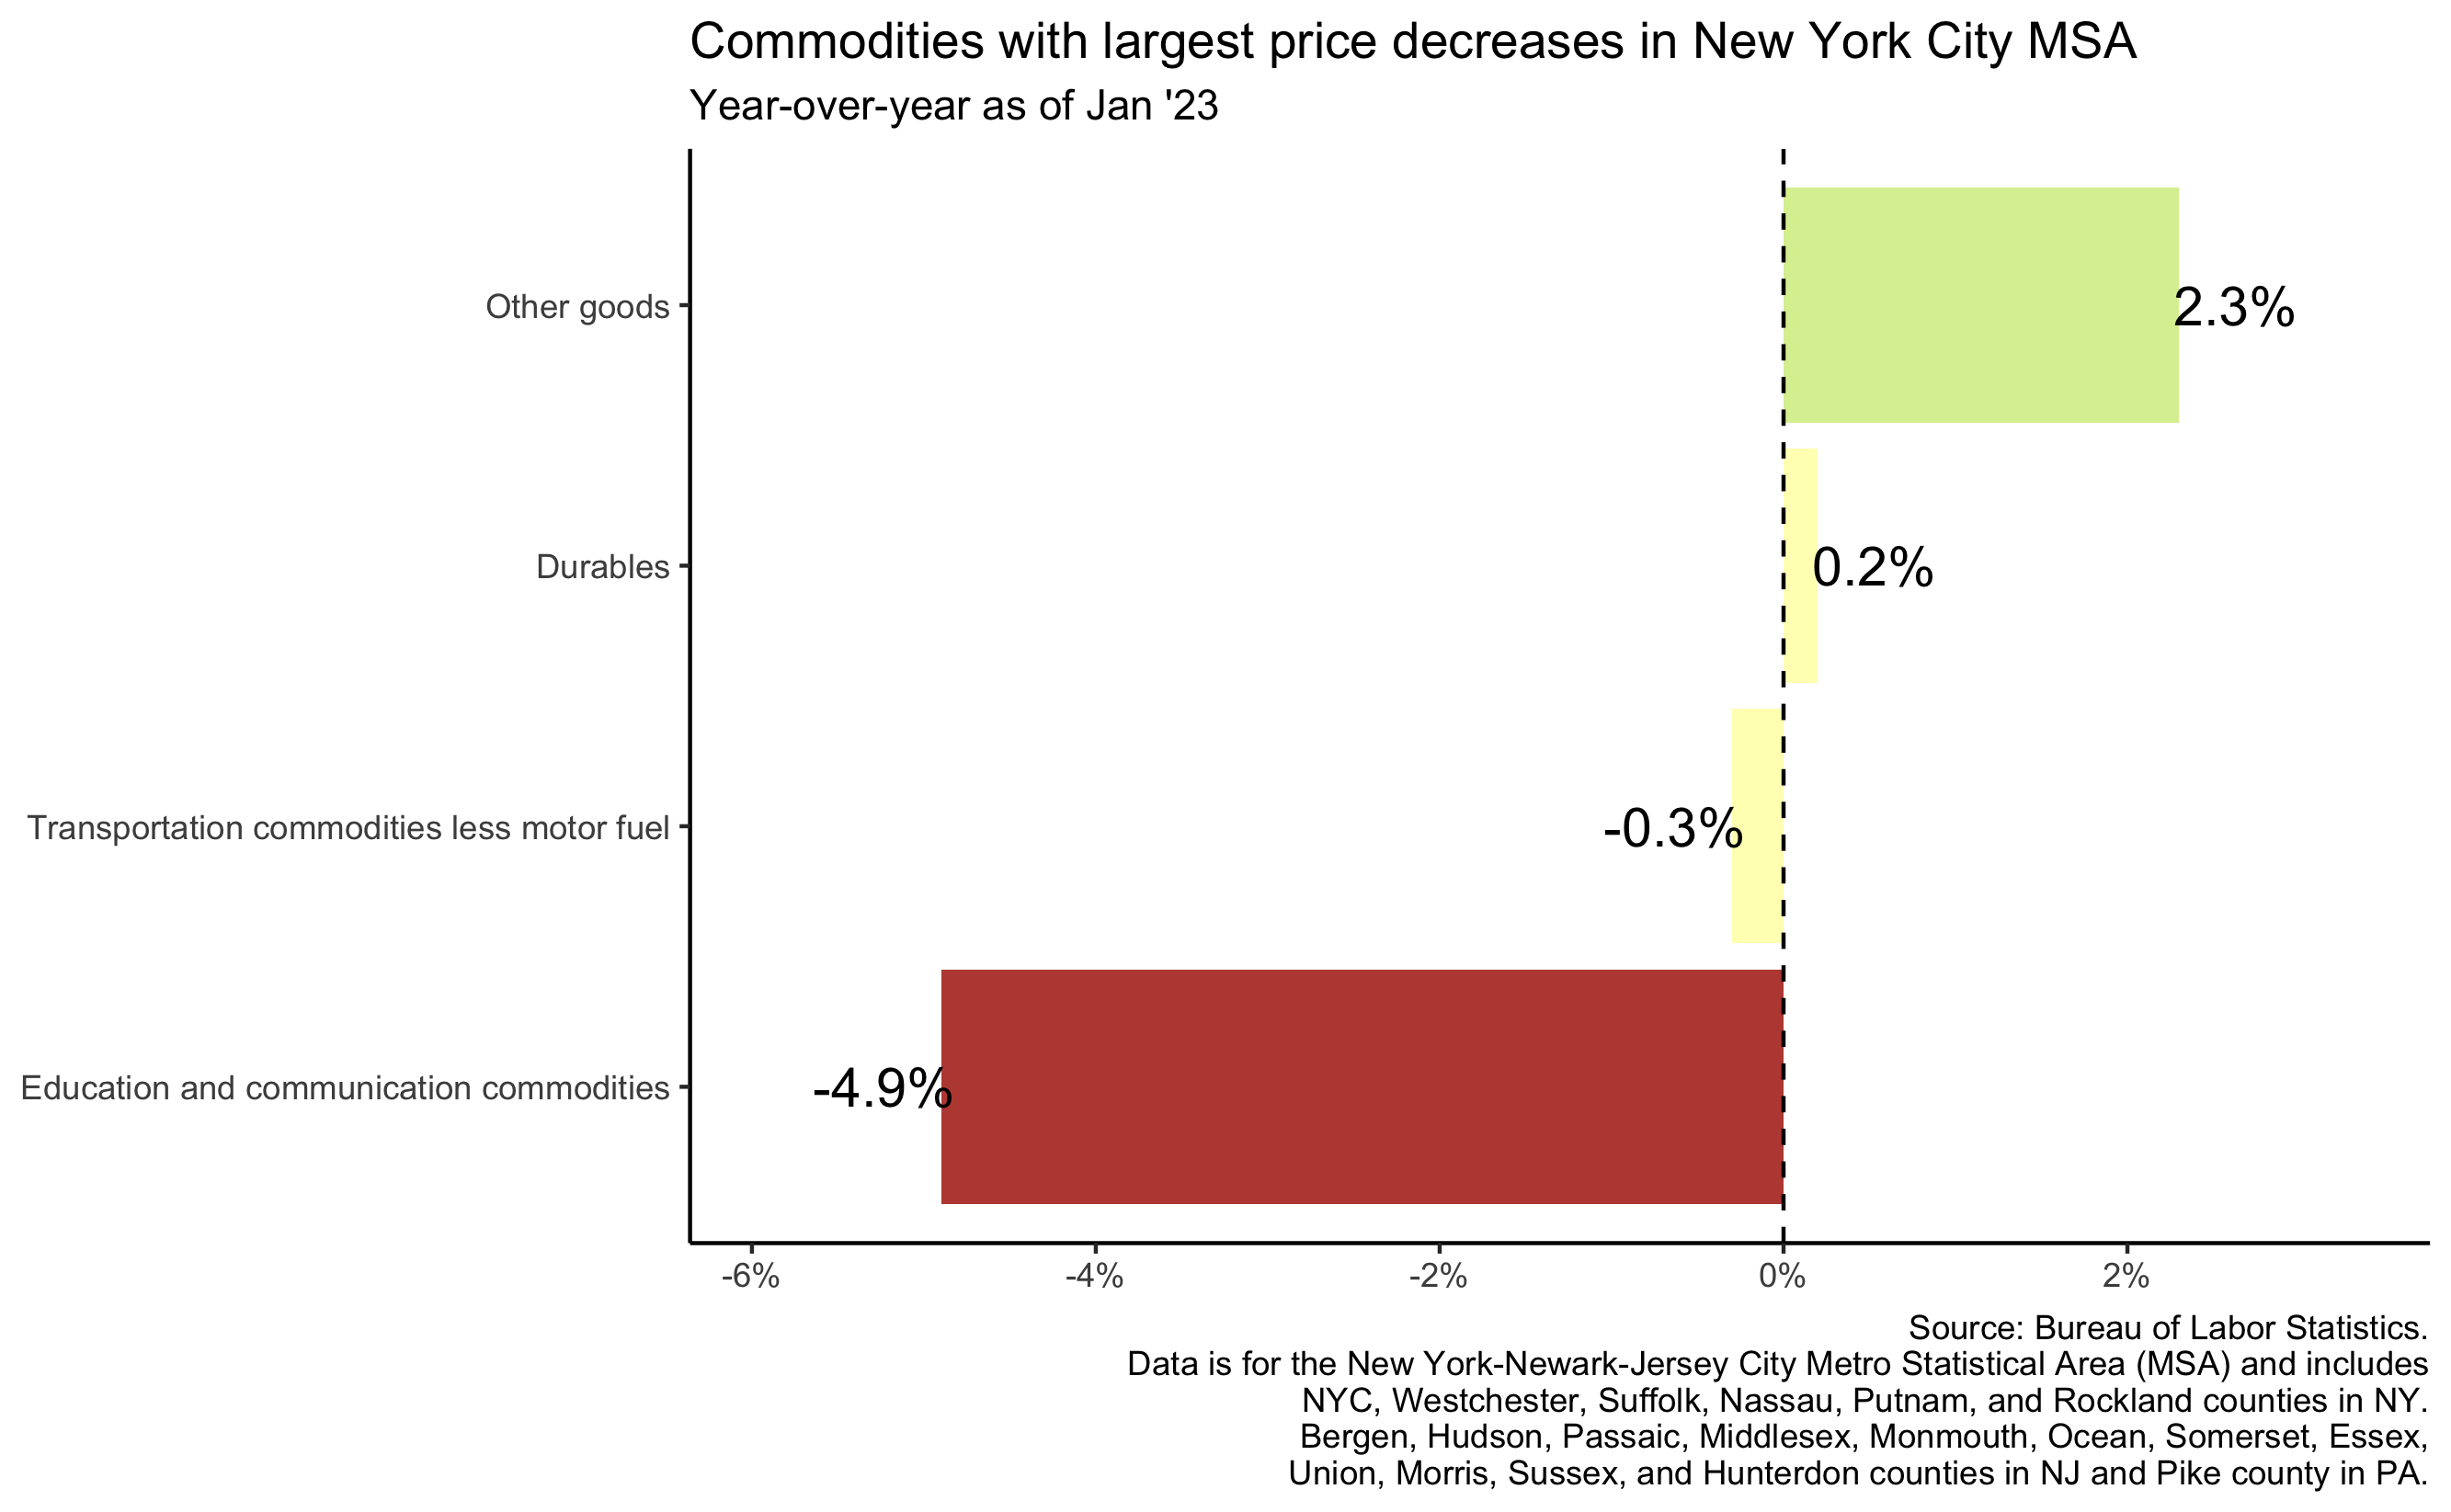 Commodities with largest price decreases in New York City MSA
Year-over-year as of Jan '23
Other goods
2.3%
Durables
0.2%
Transportation commodities less motor fuel
-0.3%
Education and communication commodities
-4.9%
-6%
-4%
-2%
0%
2%
Source: Bureau of Labor Statistics.
Data is for the New York-Newark-Jersey City Metro Statistical Area (MSA) and includes
NYC, Westchester, Suffolk, Nassau, Putnam, and Rockland counties in NY.
Bergen, Hudson, Passaic, Middlesex, Monmouth, Ocean, Somerset, Essex,
Union, Morris, Sussex, and Hunterdon counties in NJ and Pike county in PA.